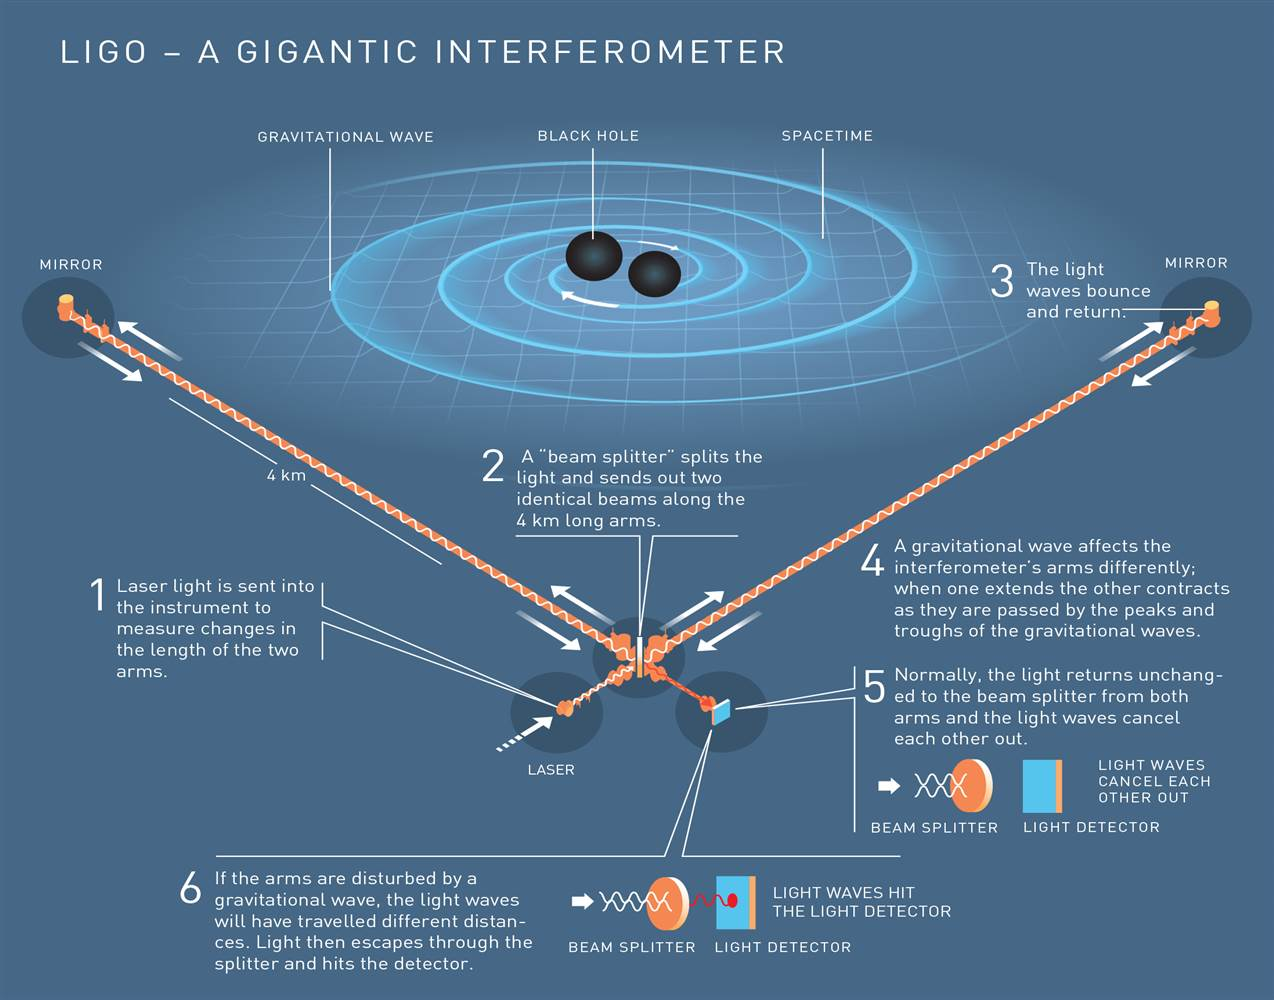 LIGO – A GIGANTIC INTERFEROMETER
GRAVITATIONAL WAVE
BLACK HOLE
SPACETIME
MIRROR
MIRROR
3 The light
waves bounce
and return.
4 km
2 A “beam splitter” splits the
light and sends out two
identical beams along the
4 km long arms.
1 Laser light is sent into
the instrument to
measure changes in
the length of the two
arms.
4 A gravitational wave affects the
interferometer’s arms differently;
when one extends the other contracts
as they are passed by the peaks and
troughs of the gravitational waves.
LASER
5 Normally, the light returns unchang-
ed to the beam splitter from both
arms and the light waves cancel
each other out.
LIGHT WAVES
CANCEL EACH
OTHER OUT
BEAM SPLITTER
LIGHT DETECTOR
6 If the arms are disturbed by a
gravitational wave, the light waves
will have travelled different distan-
ces. Light then escapes through the
splitter and hits the detector.
LIGHT WAVES HIT
THE LIGHT DETECTOR
BEAM SPLITTER
LIGHT DETECTOR